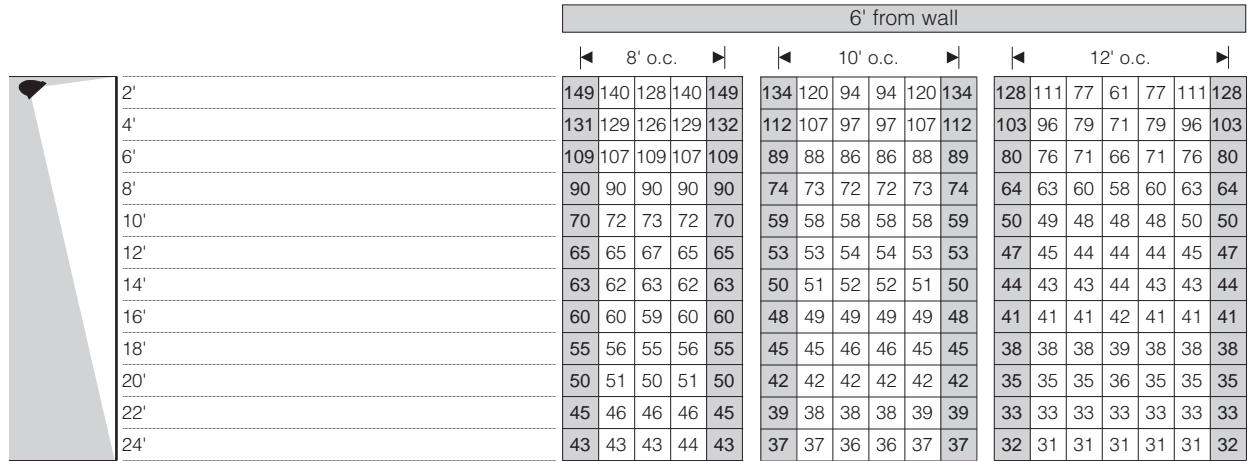 6' from wall
8' o.c. 10' o.c. 12' o.c.
2' 149 140 128 140 149 134 120 94 94 120 134 128 111 77 61 77 111 128
4' 131 129 126 129 132 112 107 97 97 107 112 103 96 79 71 79 96 103
6' 109 107 109 107 109 89 88 86 86 88 89 80 76 71 66 71 76 80
8' 90 90 90 90 90 74 73 72 72 73 74 64 63 60 58 60 63 64
10' 70 72 73 72 70 59 58 58 58 58 59 50 49 48 48 48 50 50
12' 65 65 67 65 65 53 53 54 54 53 53 47 45 44 44 44 45 47
14' 63 62 63 62 63 50 51 52 52 51 50 44 43 43 44 43 43 44
16' 60 60 59 60 60 48 49 49 49 49 48 41 41 41 42 41 41 41
18' 55 56 55 56 55 45 45 46 46 45 45 38 38 38 39 38 38 38
20' 50 51 50 51 50 42 42 42 42 42 42 35 35 35 36 35 35 35
22' 45 46 46 46 45 39 38 38 38 39 39 33 33 33 33 33 33 33
24' 43 43 43 44 43 37 37 36 36 37 37 32 31 31 31 31 31 32